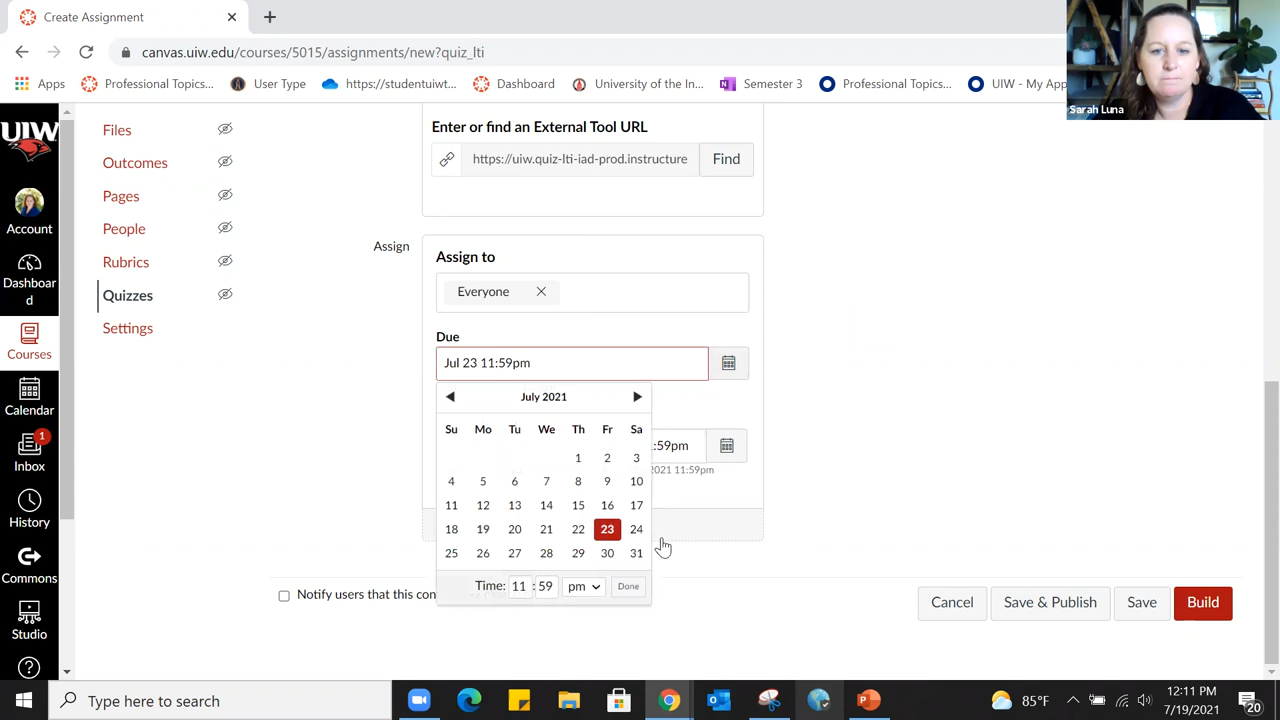 Create Assignment
canvas.uiw.edu/courses/5015/assignments/new?quiz_lti
Apps
Professional Topics...
User Type
https://studentuiwt...
Dashbo
University of the In...
Semester 3
Professional Topics...
UIW - My App
Sarah Luna
UIW
Account
Dashboar
d
Courses
Calendar
1
Inbox
History
Commons
Studio
Files
Outcomes
Pages
People
Rubrics
Quizzes
Settings
Enter or find an External Tool URL
https://uiw.quiz-lti-iad-prod.instructure
Find
Assign
Assign to
Everyone
Due
Jul 23 11:59pm
July 2021
Su Mo Tu We Th Fr Sa
1 2 3
4 5 6 7 8 9 10
11 12 13 14 15 16 17
18 19 20 21 22 23 24
25 26 27 28 29 30 31
Time: 11 : 59 pm Done
:59pm
2021 11:59pm
Notify users that this con
Cancel
Save & Publish
Save
Build
Type here to search
85°F
12:11 PM
7/19/2021
20